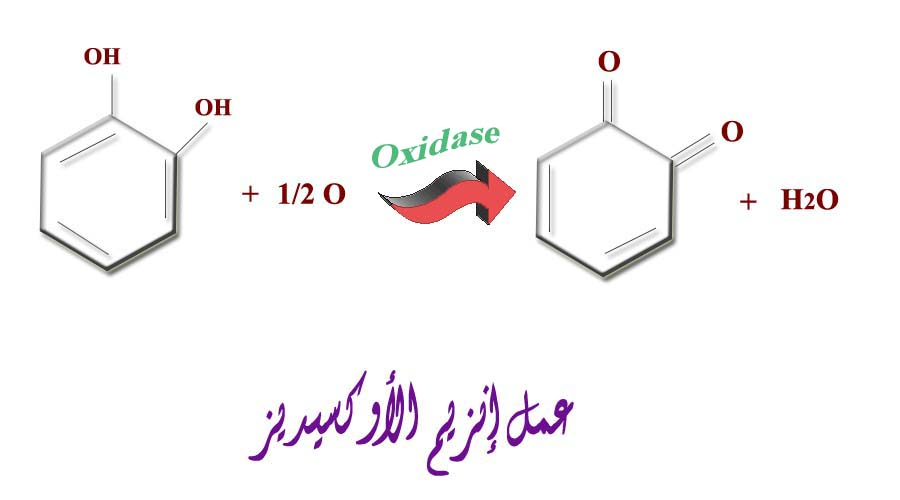 OH
OH
+ 1/2 O
Oxidase
O
O
+ H2O
عمل إنزيم الأوكسيديز